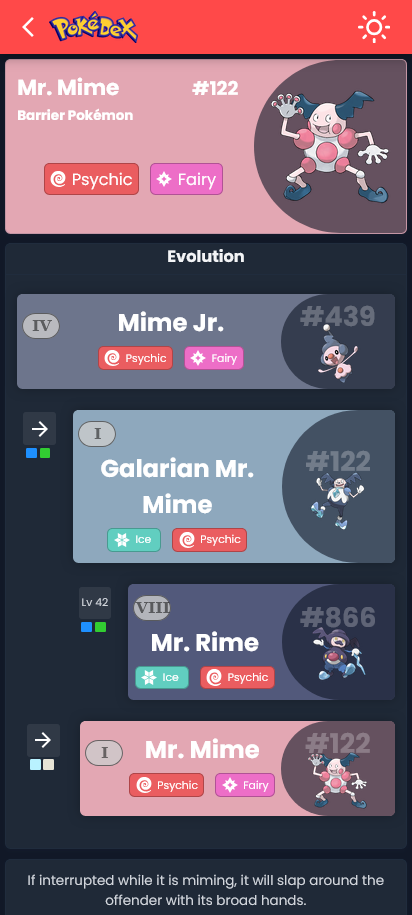 POKéDEX
Mr. Mime #122
Barrier Pokémon
Psychic Fairy
Evolution
IV
Mime Jr.
#439
Psychic Fairy
I
Galarian Mr.
Mime
#122
Ice Psychic
Lv 42
VIII
Mr. Rime
#866
Ice Psychic
I
Mr. Mime
#122
Psychic Fairy
If interrupted while it is miming, it will slap around the
offender with its broad hands.